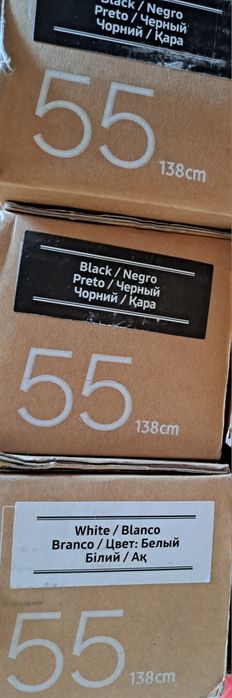 Black / Negro
Preto / Черный
Чорний / Қара
55 138cm
Black / Negro
Preto / Черный
Чорний / Қара
55 138cm
White / Blanco
Branco / Цвет: Белый
Білий / Ақ
55 138cm